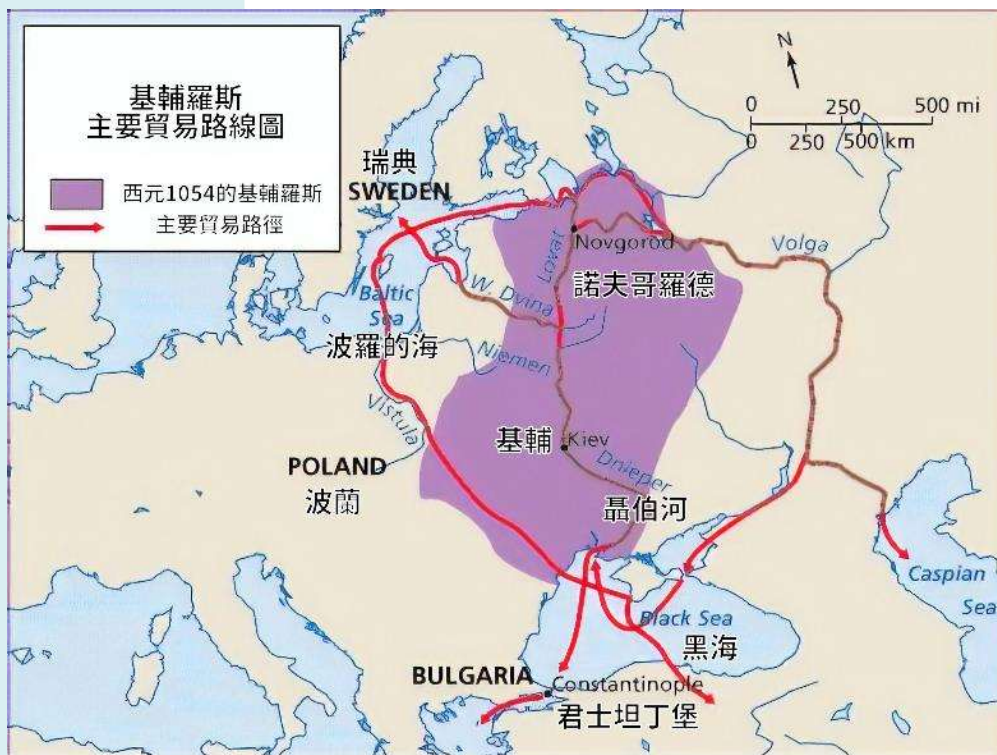 基輔羅斯
主要貿易路線圖
西元1054的基輔羅斯
主要貿易路徑
N
0 250 500 mi
0 250 500 km
瑞典
SWEDEN
Novgorod
諾夫哥羅德
Lovat
Volga
W. Dvina
Baltic
Sea
波羅的海
Niemen
Vistula
基輔
Kiev
Dnieper
聶伯河
POLAND
波蘭
Caspian
Sea
Black Sea
黑海
BULGARIA
Constantinople
君士坦丁堡